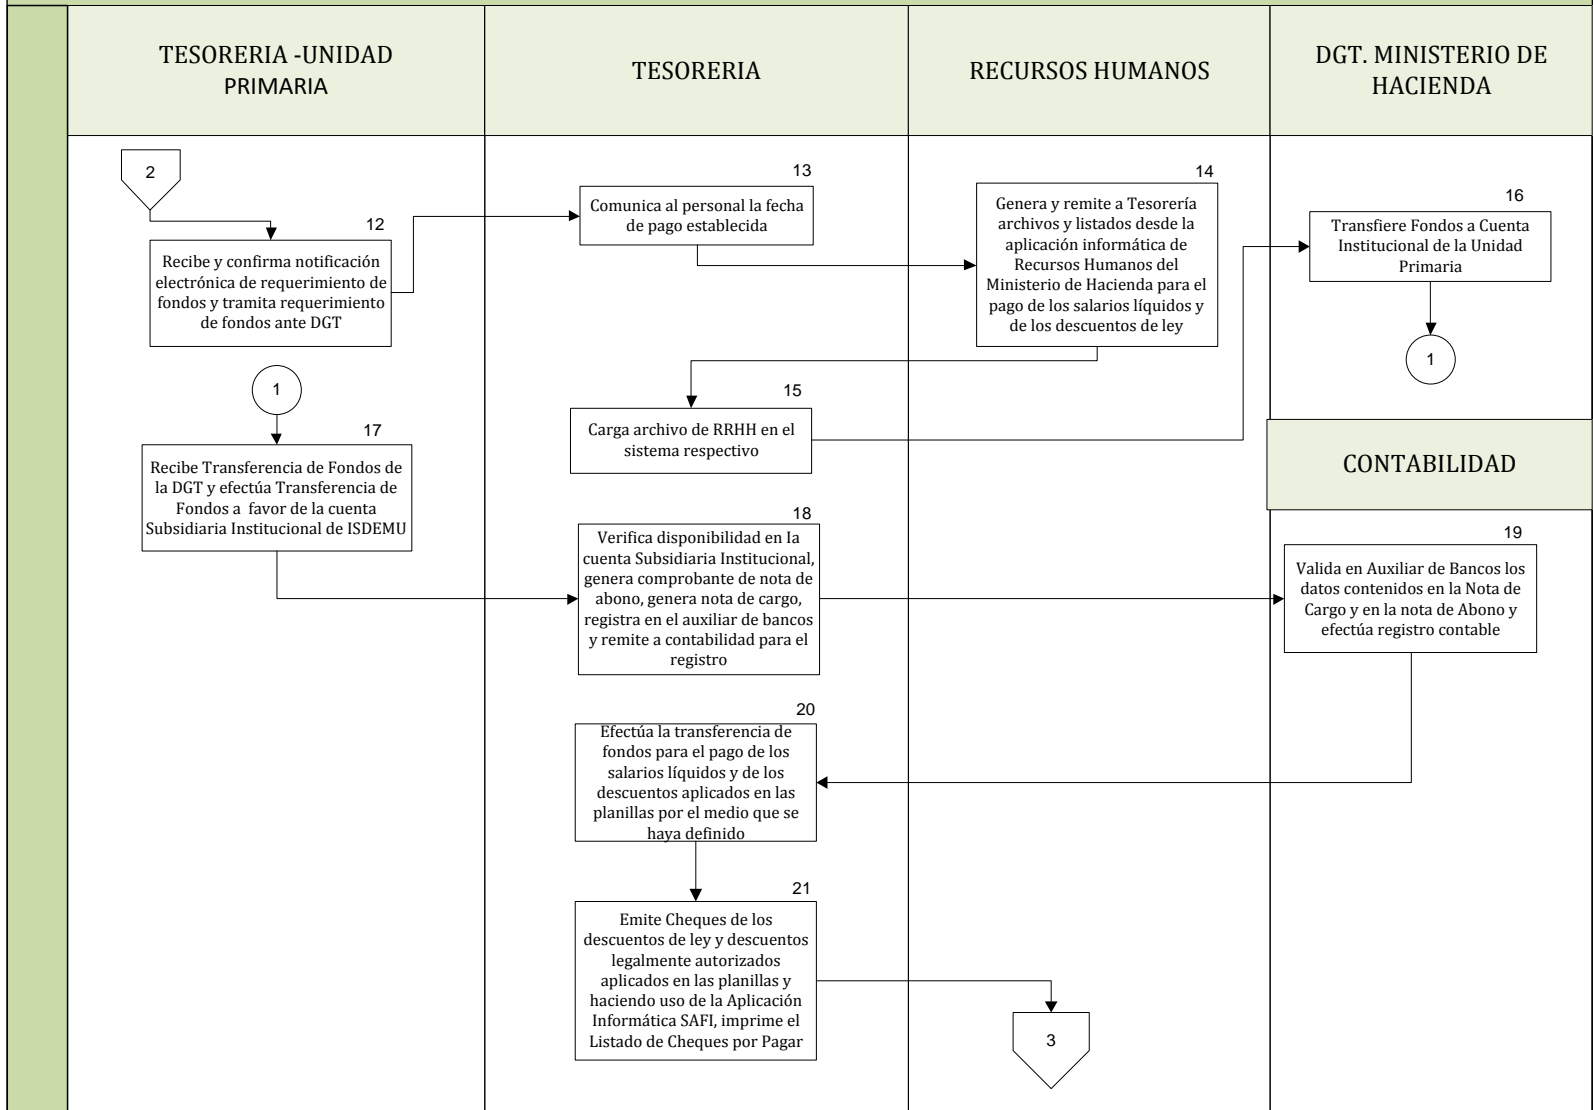 TESORERIA -UNIDAD
PRIMARIA
TESORERIA
RECURSOS HUMANOS
DGT. MINISTERIO DE
HACIENDA
2
12
Recibe y confirma notificación
electrónica de requerimiento de
fondos y tramita requerimiento
de fondos ante DGT
13
Comunica al personal la fecha
de pago establecida
14
Genera y remite a Tesorería
archivos y listados desde la
aplicación informática de
Recursos Humanos del
Ministerio de Hacienda para el
pago de los salarios líquidos y
de los descuentos de ley
15
Carga archivo de RRHH en el
sistema respectivo
16
Transfiere Fondos a Cuenta
Institucional de la Unidad
Primaria
1
1
17
Recibe Transferencia de Fondos de
la DGT y efectúa Transferencia de
Fondos a favor de la cuenta
Subsidiaria Institucional de ISDEMU
18
Verifica disponibilidad en la
cuenta Subsidiaria Institucional,
genera comprobante de nota de
abono, genera nota de cargo,
registra en el auxiliar de bancos
y remite a contabilidad para el
registro
CONTABILIDAD
19
Valida en Auxiliar de Bancos los
datos contenidos en la Nota de
Cargo y en la nota de Abono y
efectúa registro contable
20
Efectúa la transferencia de
fondos para el pago de los
salarios líquidos y de los
descuentos aplicados en las
planillas por el medio que se
haya definido
21
Emite Cheques de los
descuentos de ley y descuentos
legalmente autorizados
aplicados en las planillas y
haciendo uso de la Aplicación
Informática SAFI, imprime el
Listado de Cheques por Pagar
3